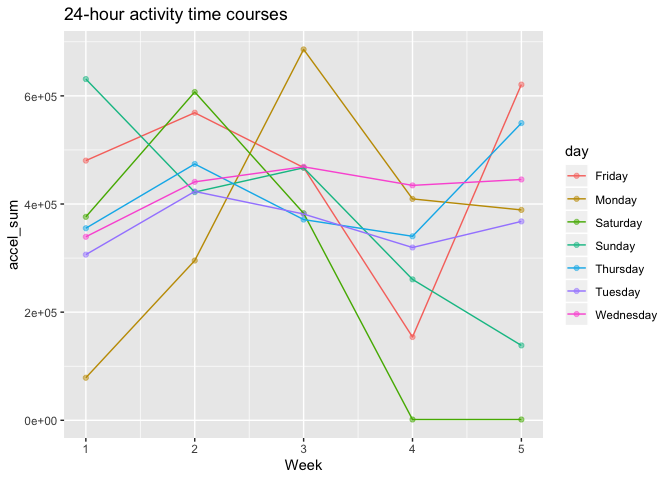 24-hour activity time courses
accel_sum
6e+05
4e+05
2e+05
0e+00
1 2 3 4 5
Week
day
Friday
Monday
Saturday
Sunday
Thursday
Tuesday
Wednesday